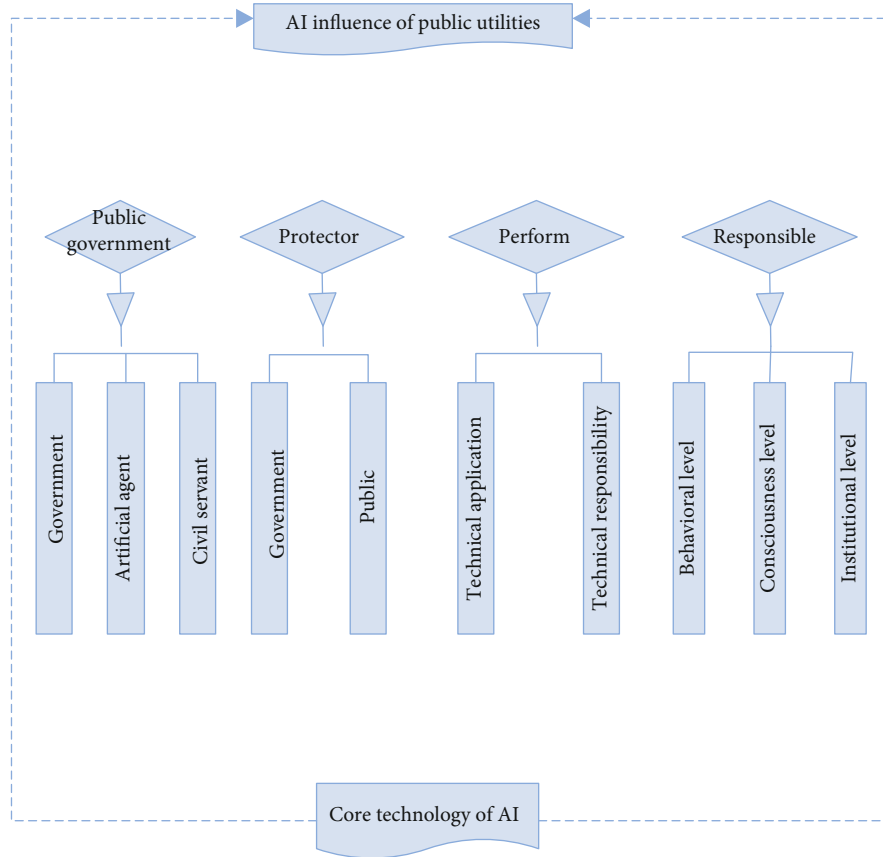 AI influence of public utilities
Public
government
Protector
Perform
Responsible
Government
Artificial agent
Civil servant
Government
Public
Technical application
Technical responsibility
Behavioral level
Consciousness level
Institutional level
Core technology of AI